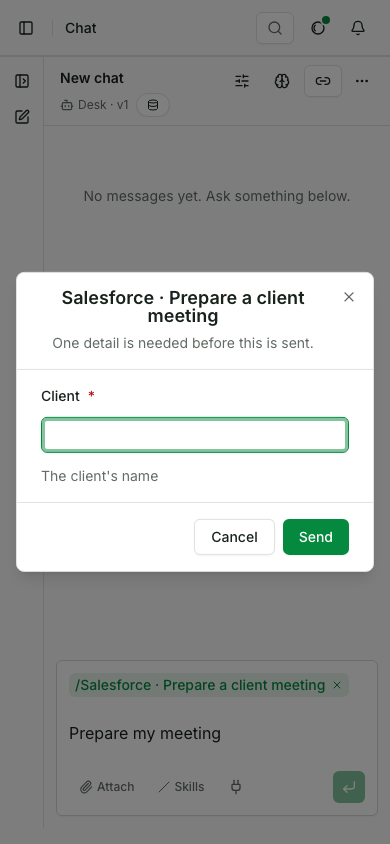 Chat
New chat
Desk · v1
No messages yet. Ask something below.
Salesforce · Prepare a client
meeting
One detail is needed before this is sent.
Client *
The client's name
Cancel
Send
/Salesforce · Prepare a client meeting ×
Prepare my meeting
Attach
Skills